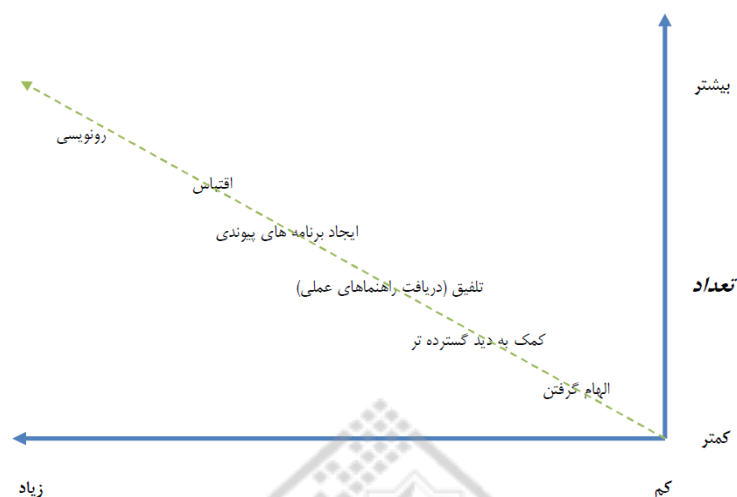 بیشتر
رونویسی
اقتباس
ایجاد برنامه های پیوندی
تعداد
تلفیق (دریافت راهنماهای عملی)
کمک به دید گسترده تر
الهام گرفتن
کمتر
کم
زیاد